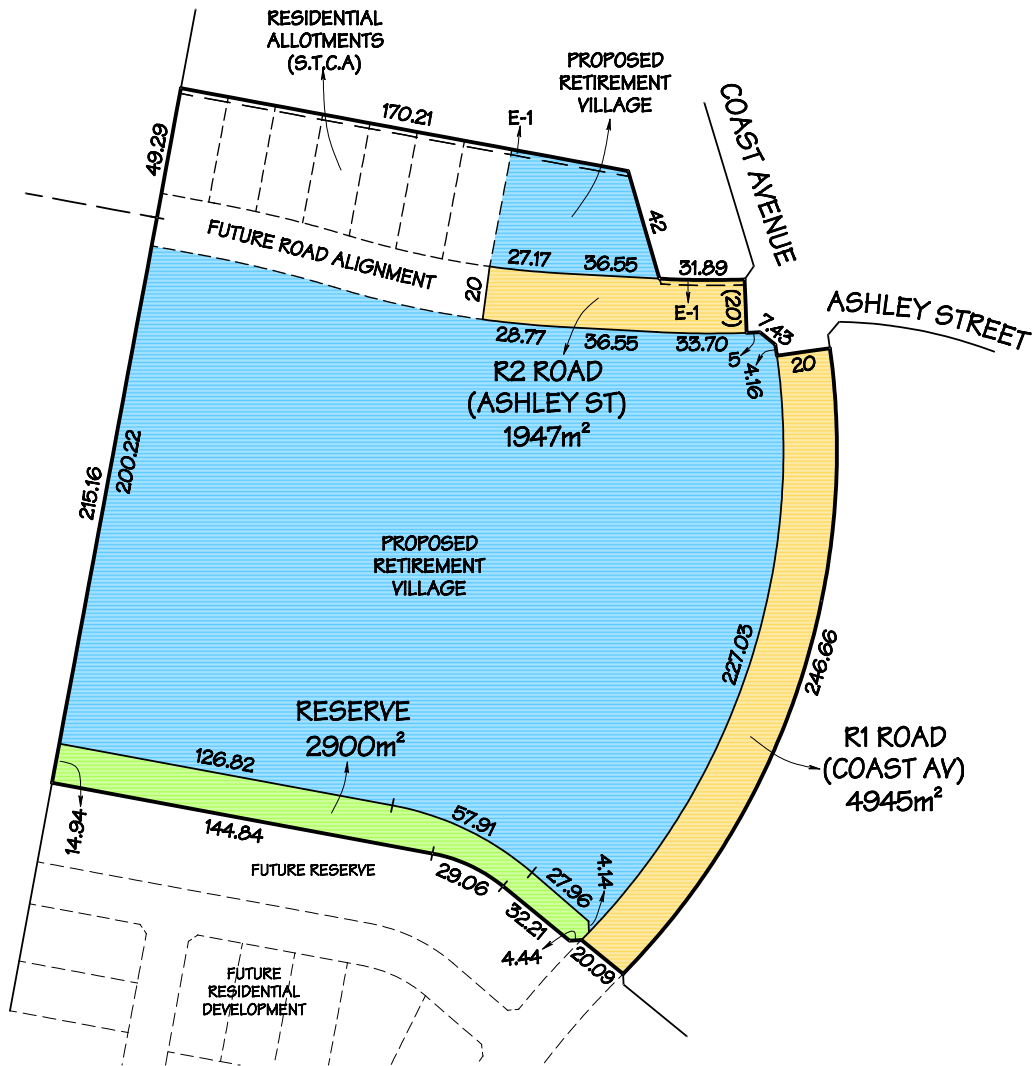 RESIDENTIAL
ALLOTMENTS
(S.T.C.A)
PROPOSED
RETIREMENT
VILLAGE
COAST AVENUE
170.21
E-1
49.29
42
FUTURE ROAD ALIGNMENT
27.17
36.55
31.89
20
(20)
E-1
7.43
ASHLEY STREET
28.77
36.55
33.70
5
4.16
20
R2 ROAD
(ASHLEY ST)
1947m²
215.16
200.22
PROPOSED
RETIREMENT
VILLAGE
227.03
246.66
RESERVE
2900m²
R1 ROAD
(COAST AV)
4945m²
126.82
57.91
14.94
144.84
FUTURE RESERVE
29.06
27.96
4.14
32.21
4.44
20.09
FUTURE
RESIDENTIAL
DEVELOPMENT